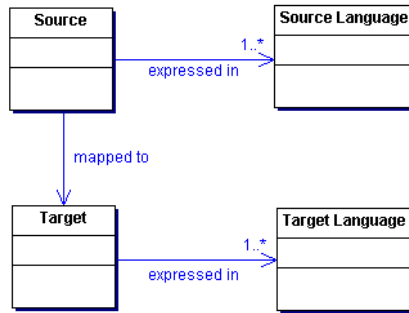 Source
Source Language
1..*
expressed in
mapped to
Target
Target Language
1..*
expressed in